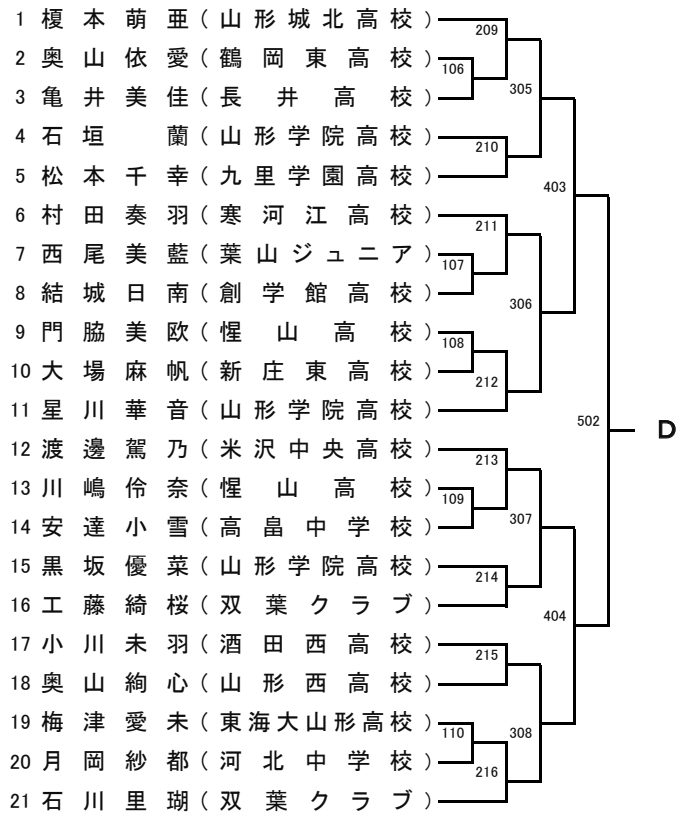 1 榎本萌亜(山形城北高校)
2 奥山依愛(鶴岡東高校)
3 亀井美佳(長井高校)
4 石垣 蘭(山形学院高校)
5 松本千幸(九里学園高校)
6 村田奏羽(寒河江高校)
7 西尾美藍(葉山ジュニア)
8 結城日南(創学館高校)
9 門脇美欧(惺山高校)
10 大場麻帆(新庄東高校)
11 星川華音(山形学院高校)
12 渡邊駕乃(米沢中央高校)
13 川嶋伶奈(惺山高校)
14 安達小雪(高畠中学校)
15 黒坂優菜(山形学院高校)
16 工藤綺桜(双葉クラブ)
17 小川未羽(酒田西高校)
18 奥山絢心(山形西高校)
19 梅津愛未(東海大山形高校)
20 月岡紗都(河北中学校)
21 石川里瑚(双葉クラブ)
209
106
305
210
403
211
107
306
108
212
502
D
213
109
307
214
404
215
110
308
216